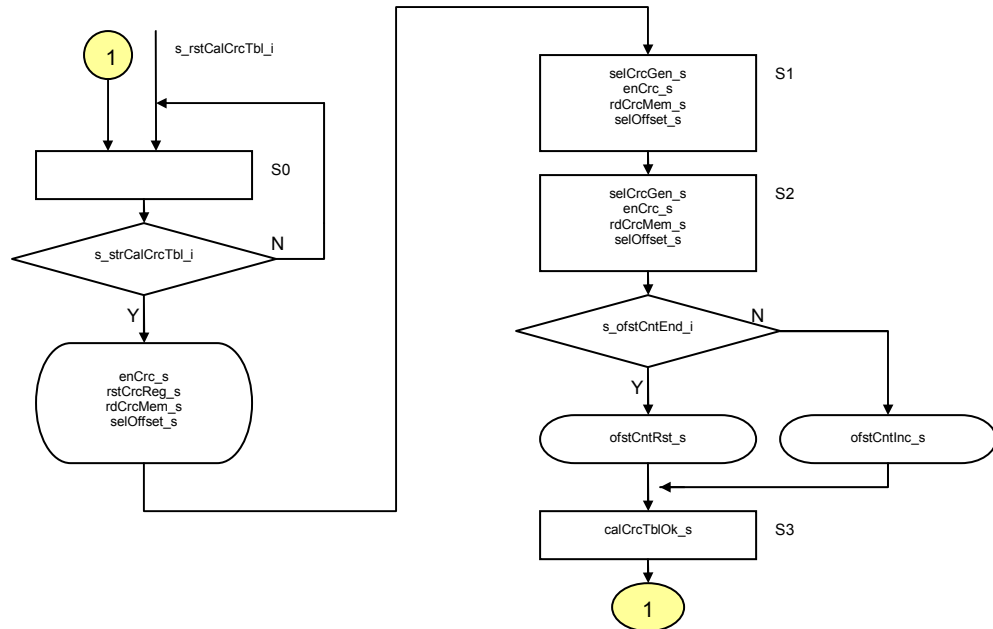 1
s_rstCalCrcTbl_i
S0
s_strCalCrcTbl_i
N
Y
enCrc_s
rstCrcReg_s
rdCrcMem_s
selOffset_s
selCrcGen_s
enCrc_s
rdCrcMem_s
selOffset_s
S1
selCrcGen_s
enCrc_s
rdCrcMem_s
selOffset_s
S2
s_ofstCntEnd_i
N
Y
ofstCntRst_s
ofstCntInc_s
calCrcTblOk_s
S3
1